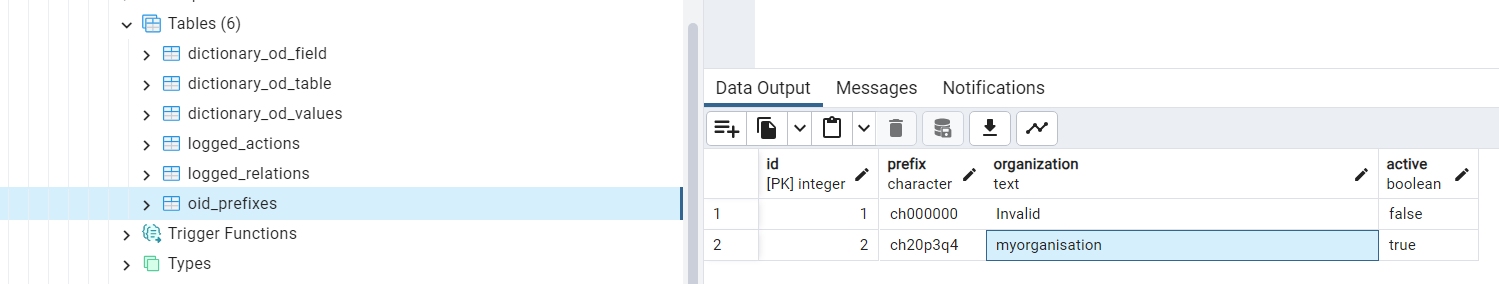 Tables (6)
dictionary_od_field
dictionary_od_table
dictionary_od_values
logged_actions
logged_relations
oid_prefixes
Trigger Functions
Types
Data Output Messages Notifications
id prefix organization active
[PK] integer character text boolean
1 1 ch000000 Invalid false
2 2 ch20p3q4 myorganisation true